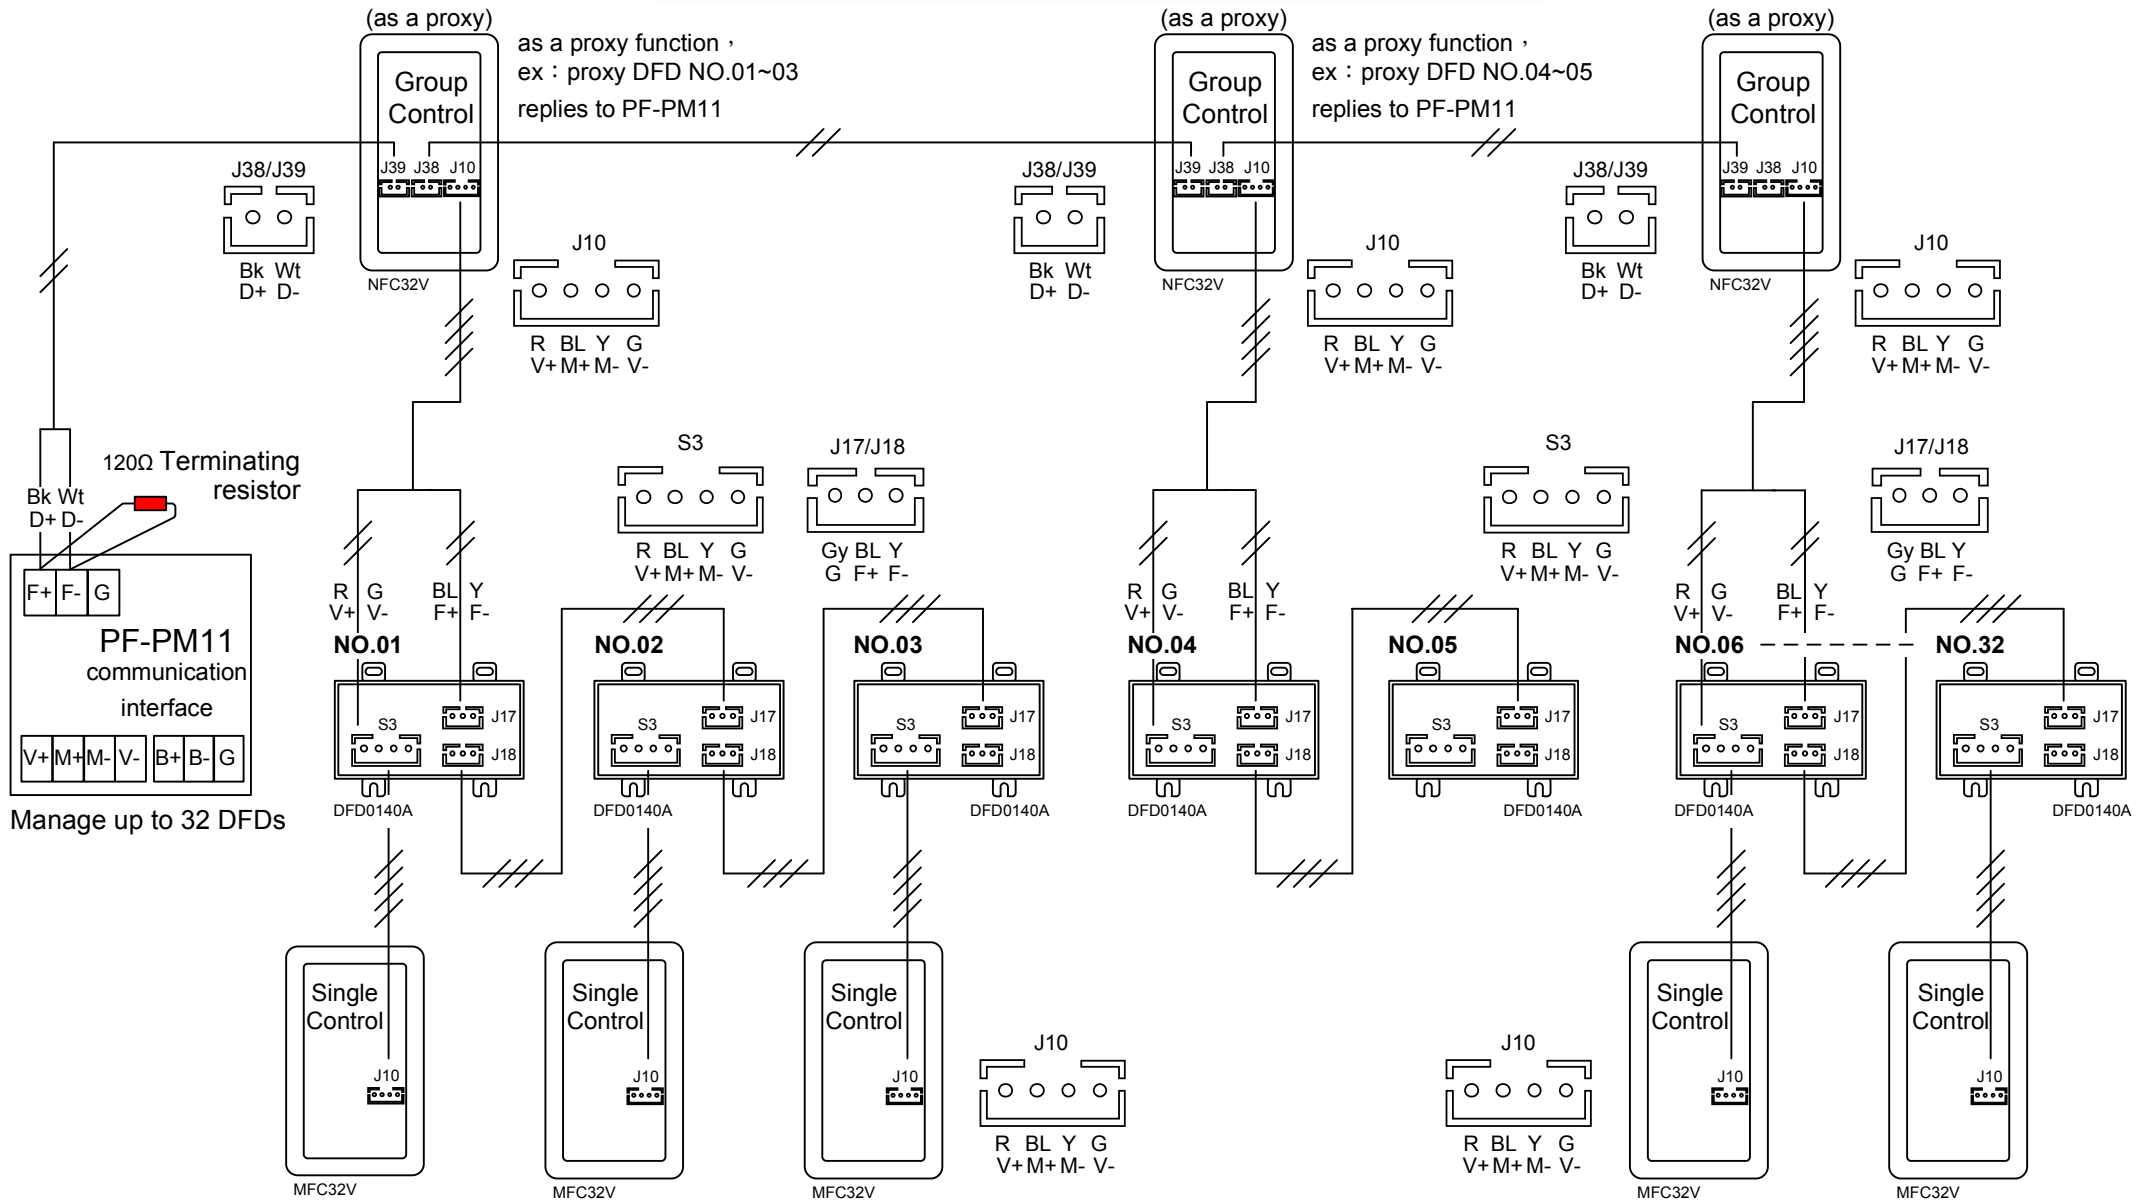 (as a proxy)
(as a proxy)
(as a proxy)
as a proxy function，
ex：proxy DFD NO.01~03
replies to PF-PM11
as a proxy function，
ex：proxy DFD NO.04~05
replies to PF-PM11
Group
Control
Group
Control
Group
Control
J39 J38 J10
J39 J38 J10
J39 J38 J10
J38/J39
Bk Wt
D+ D-
J38/J39
Bk Wt
D+ D-
J38/J39
Bk Wt
D+ D-
NFC32V
NFC32V
NFC32V
J10
R BL Y G
V+ M+ M- V-
J10
R BL Y G
V+ M+ M- V-
J10
R BL Y G
V+ M+ M- V-
120Ω Terminating
resistor
Bk Wt
D+ D-
F+ F- G
PF-PM11
communication
interface
V+ M+ M- V- B+ B- G
Manage up to 32 DFDs
S3
R BL Y G
V+ M+ M- V-
J17/J18
Gy BL Y
G F+ F-
S3
R BL Y G
V+ M+ M- V-
J17/J18
Gy BL Y
G F+ F-
R G
V+ V-
BL Y
F+ F-
R G
V+ V-
BL Y
F+ F-
R G
V+ V-
BL Y
F+ F-
NO.01
NO.02
NO.03
NO.04
NO.05
NO.06
NO.32
S3
J17
J18
S3
J17
J18
S3
J17
J18
S3
J17
J18
S3
J17
J18
S3
J17
J18
S3
J17
J18
DFD0140A
DFD0140A
DFD0140A
DFD0140A
DFD0140A
DFD0140A
DFD0140A
Single
Control
J10
MFC32V
Single
Control
J10
MFC32V
Single
Control
J10
MFC32V
J10
R BL Y G
V+ M+ M- V-
J10
R BL Y G
V+ M+ M- V-
Single
Control
J10
MFC32V
Single
Control
J10
MFC32V